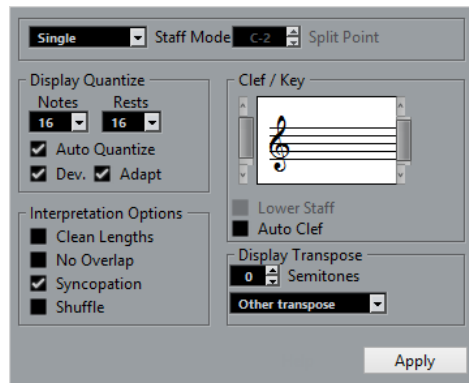 Single Staff Mode C-2 Split Point
Display Quantize
Notes Rests
16 16
Auto Quantize
Dev. Adapt
Interpretation Options
Clean Lengths
No Overlap
Syncopation
Shuffle
Clef / Key
Lower Staff
Auto Clef
Display Transpose
0 Semitones
Other transpose
Apply